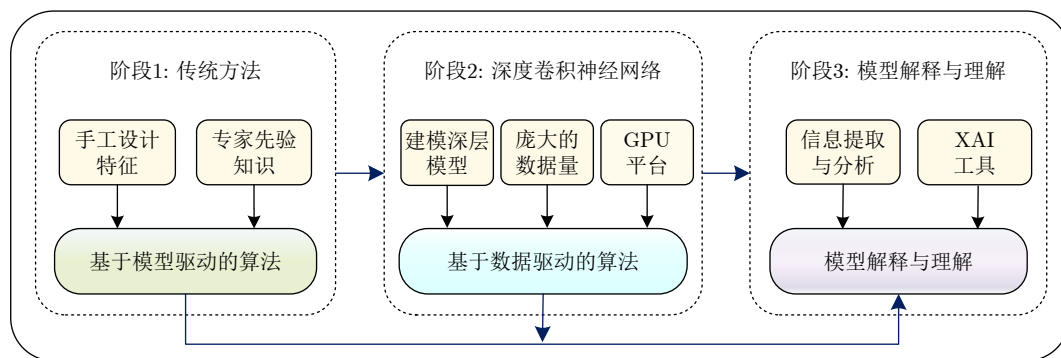 阶段1: 传统方法
手工设计
特征
专家先验
知识
基于模型驱动的算法
阶段2: 深度卷积神经网络
建模深层
模型
庞大的
数据量
GPU
平台
基于数据驱动的算法
阶段3: 模型解释与理解
信息提取
与分析
XAI
工具
模型解释与理解